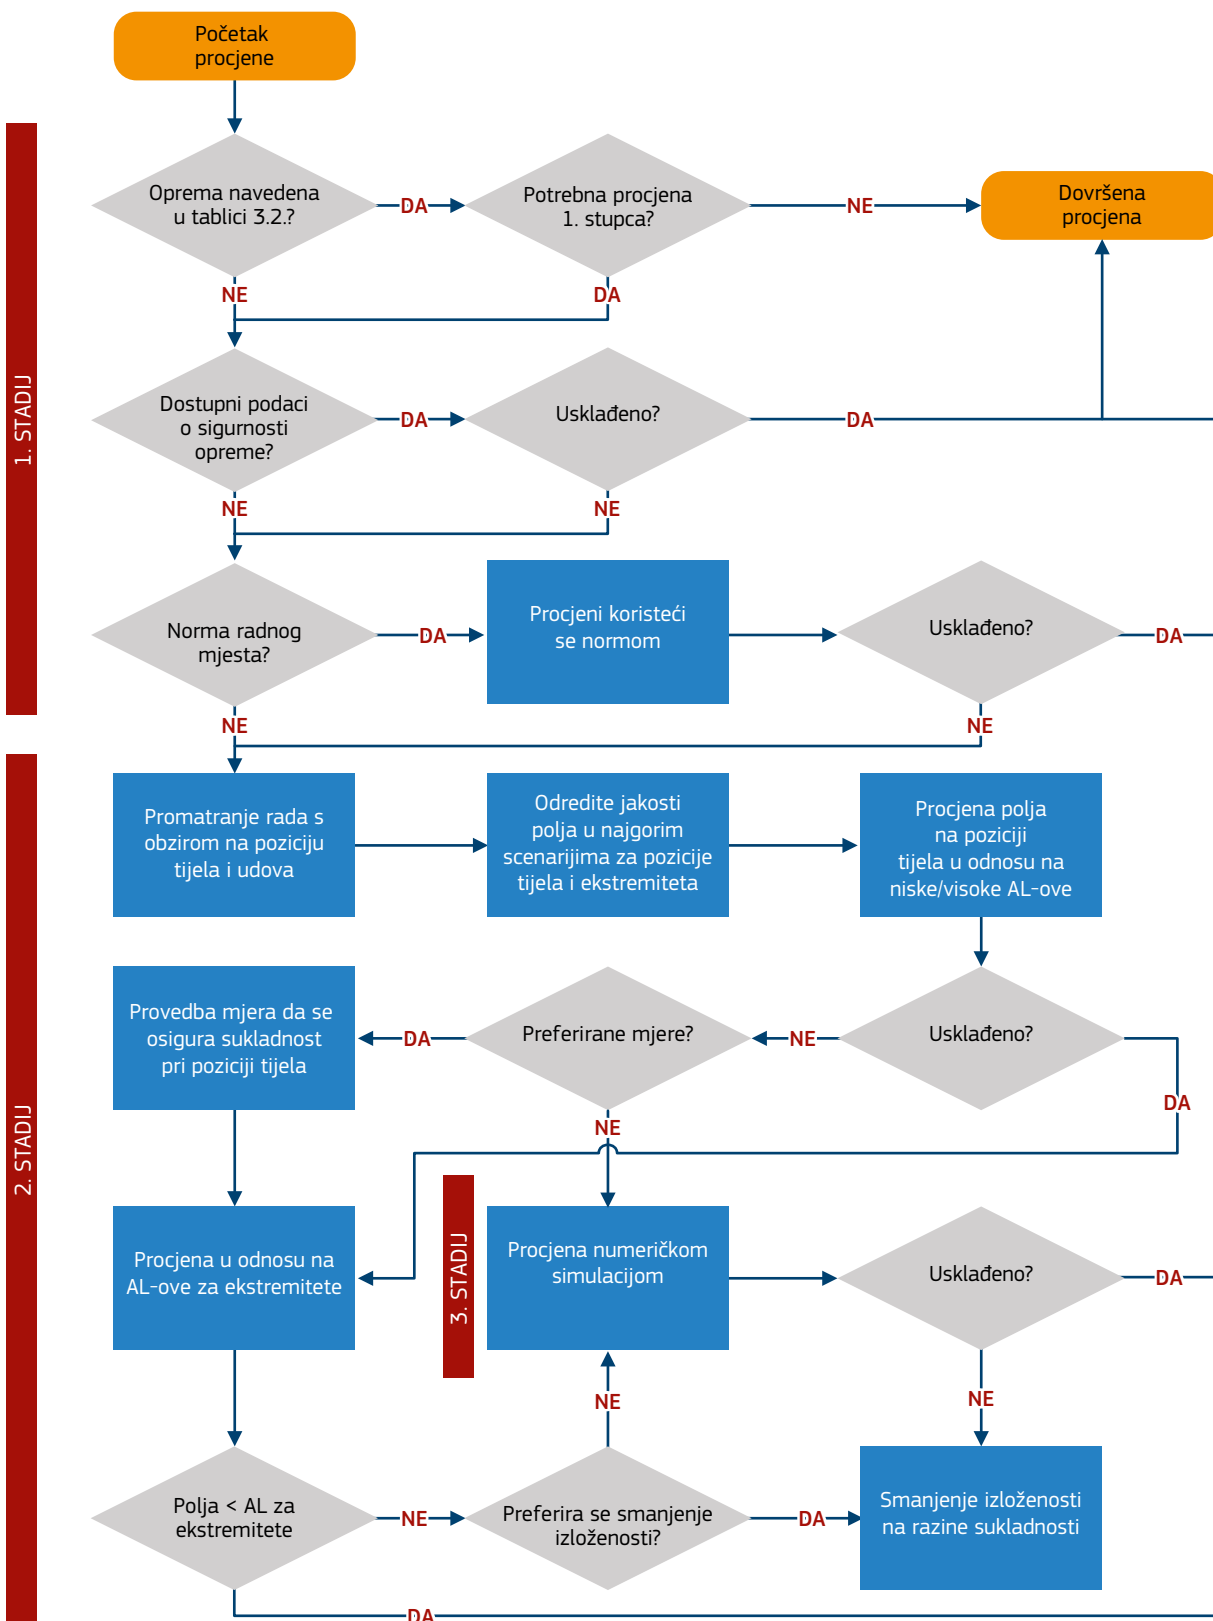 Početak
procjene
1. STADIJ
Oprema navedena
u tablici 3.2.?
DA
Potrebna procjena
1. stupca?
NE
Dovršena
procjena
NE
DA
Dostupni podaci
o sigurnosti
opreme?
DA
Usklađeno?
DA
NE
NE
Norma radnog
mjesta?
DA
Procjeni koristeći
se normom
Usklađeno?
DA
NE
NE
2. STADIJ
Promatranje rada s
obzirom na poziciju
tijela i udova
Odredite jakosti
polja u najgorim
scenarijima za pozicije
tijela i ekstremiteta
Procjena polja
na poziciji
tijela u odnosu na
niske/visoke AL-ove
Provedba mjera da se
osigura sukladnost
pri poziciji tijela
DA
Preferirane mjere?
NE
Usklađeno?
DA
NE
3. STADIJ
Procjena u odnosu na
AL-ove za ekstremitete
Procjena numeričkom
simulacijom
Usklađeno?
DA
NE
NE
Polja < AL za
ekstremitete
NE
Preferira se smanjenje
izloženosti?
DA
Smanjenje izloženosti
na razine sukladnosti
DA